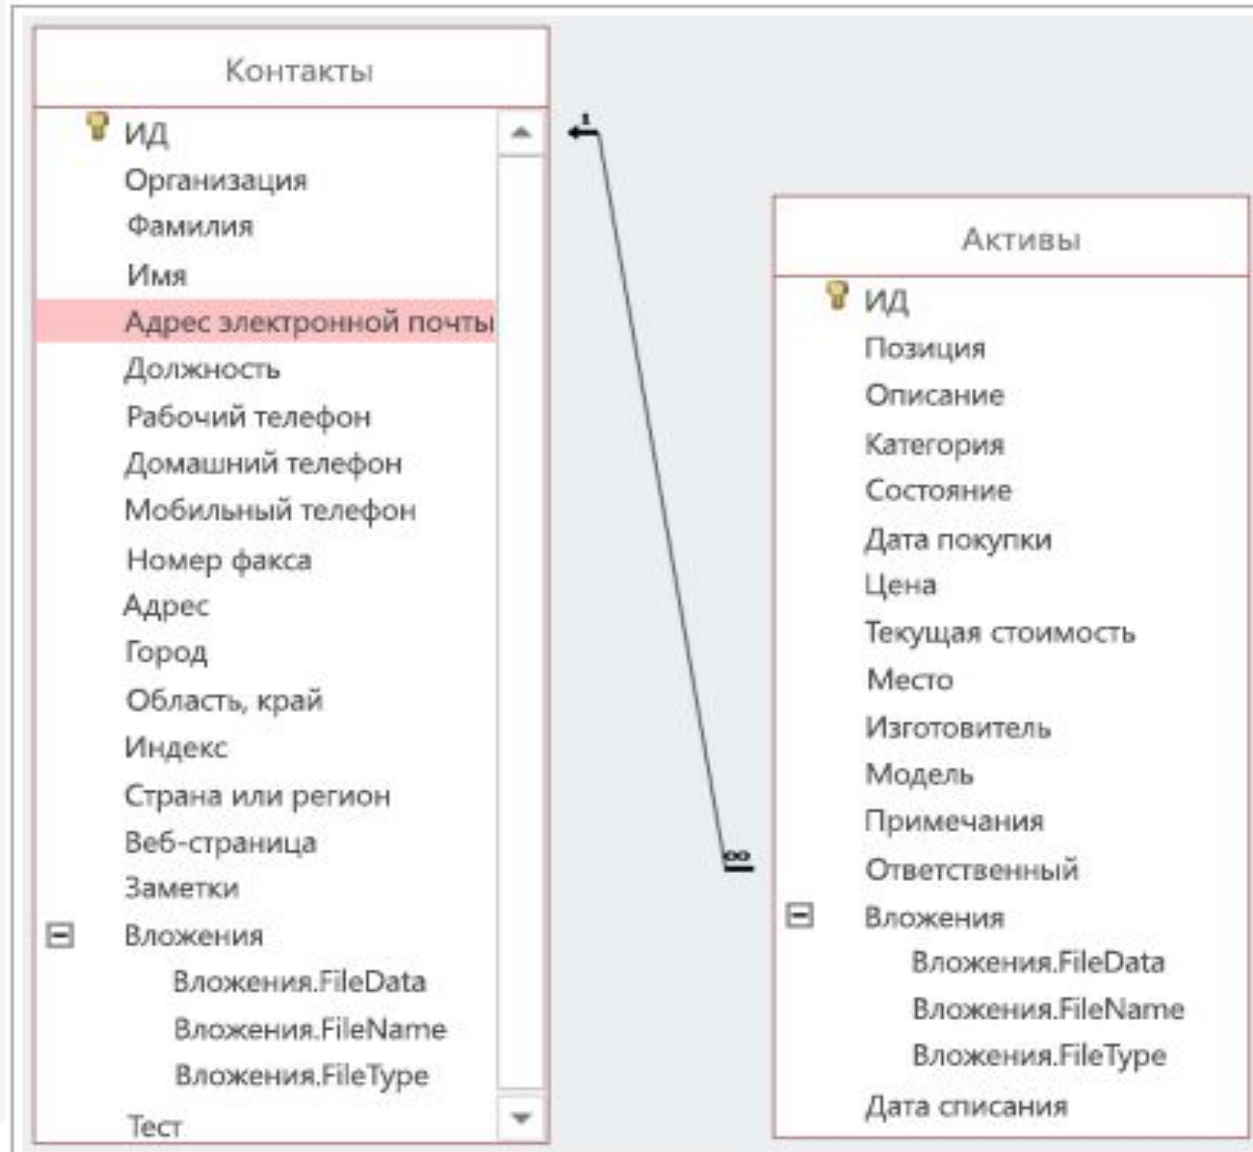 Контакты
ИД
Организация
Фамилия
Имя
Адрес электронной почты
Должность
Рабочий телефон
Домашний телефон
Мобильный телефон
Номер факса
Адрес
Город
Область, край
Индекс
Страна или регион
Веб-страница
Заметки
Вложения
Вложения.FileData
Вложения.FileName
Вложения.FileType
Тест
1
∞
Активы
ИД
Позиция
Описание
Категория
Состояние
Дата покупки
Цена
Текущая стоимость
Место
Изготовитель
Модель
Примечания
Ответственный
Вложения
Вложения.FileData
Вложения.FileName
Вложения.FileType
Дата списания